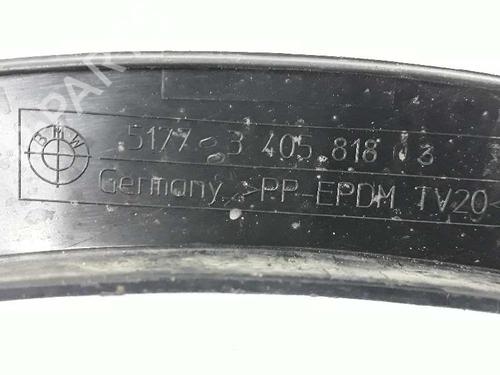 BMW
5177 3 405 818 03
Germany >PP EPDM TV20<